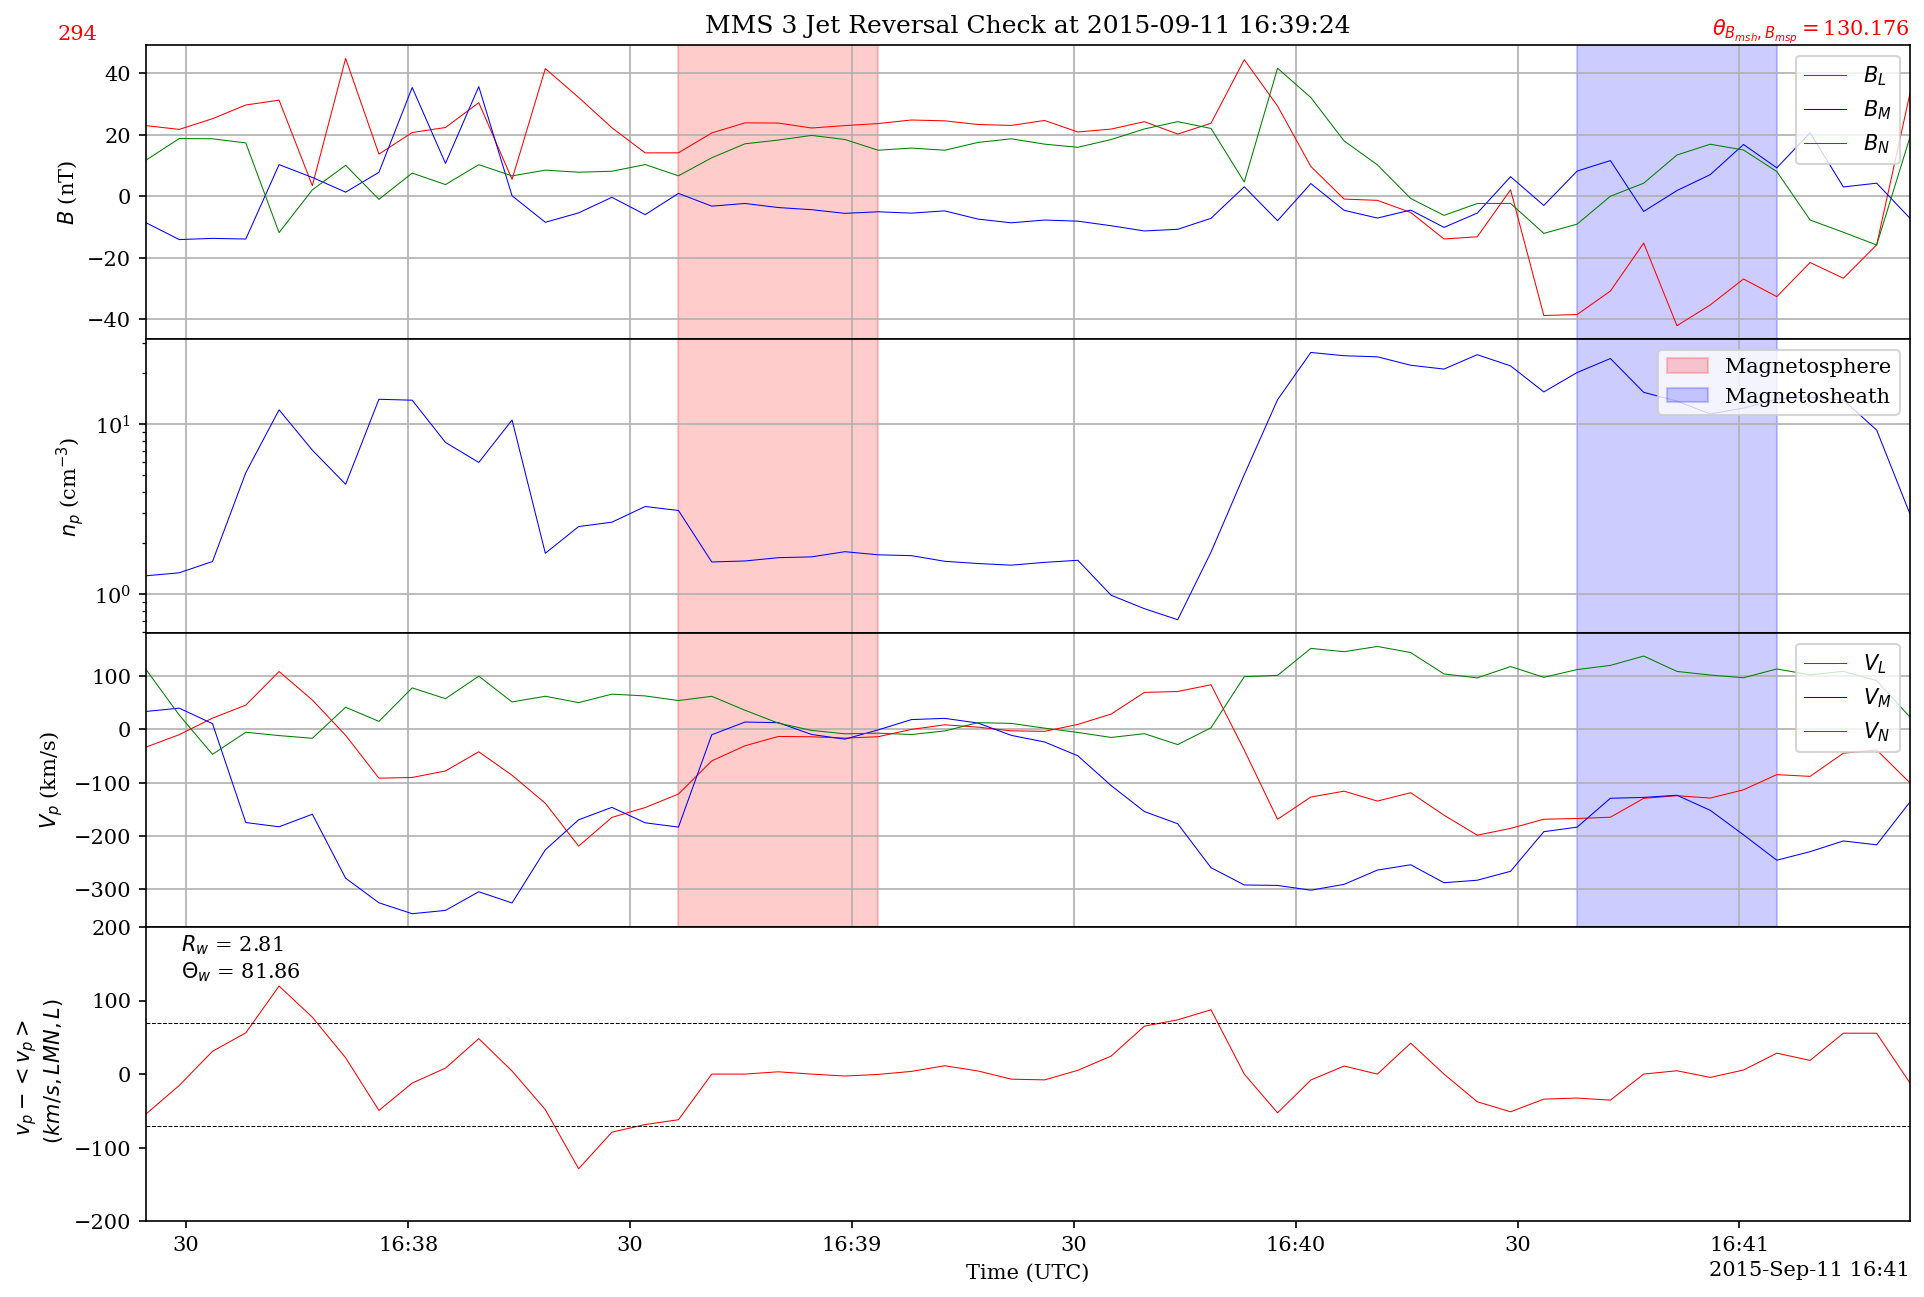 MMS 3 Jet Reversal Check at 2015-09-11 16:39:24
294
θ_{B_{msh}, B_{msp}} = 130.176
B (nT)
40
20
0
−20
−40
B_L
B_M
B_N
n_p (cm^{−3})
10^1
10^0
Magnetosphere
Magnetosheath
V_p (km/s)
100
0
−100
−200
−300
V_L
V_M
V_N
v_p − < v_p >
(km/s, LMN, L)
200
100
0
−100
−200
R_w = 2.81
Θ_w = 81.86
30 16:38 30 16:39 30 16:40 30 16:41
Time (UTC)
2015-Sep-11 16:41